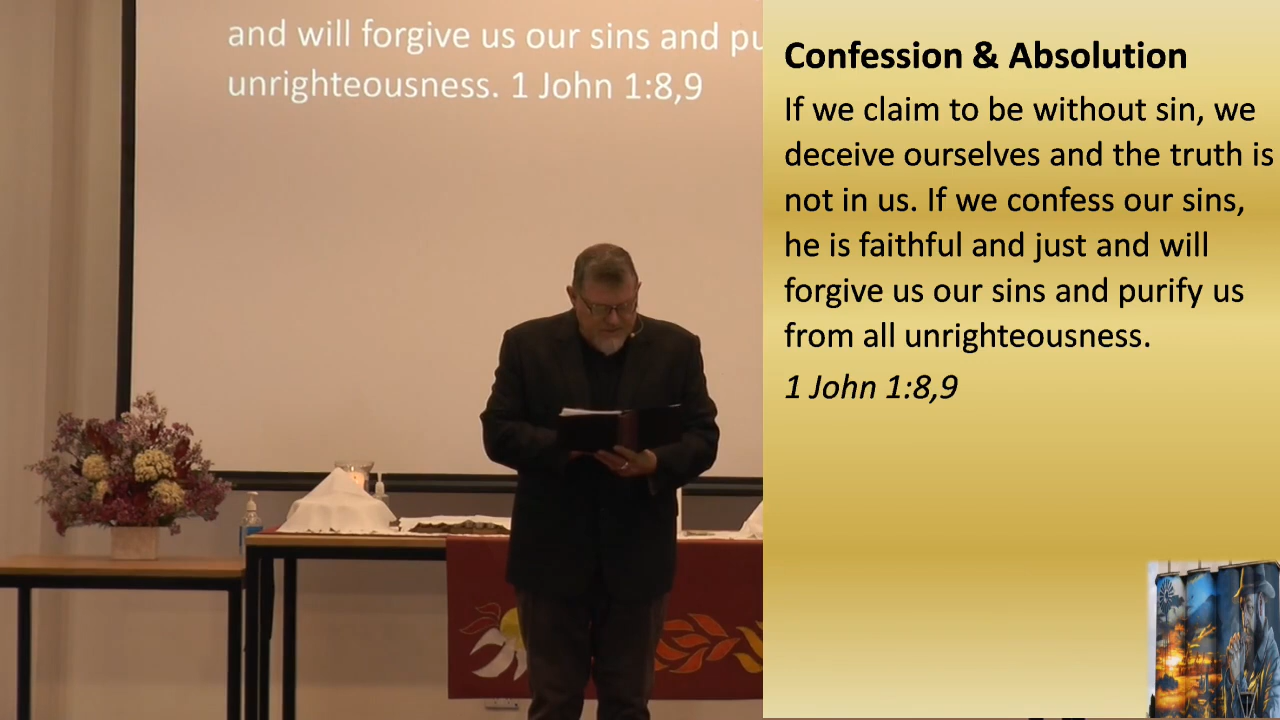 and will forgive us our sins and pu
unrighteousness. 1 John 1:8,9
Confession & Absolution
If we claim to be without sin, we
deceive ourselves and the truth is
not in us. If we confess our sins,
he is faithful and just and will
forgive us our sins and purify us
from all unrighteousness.
1 John 1:8,9